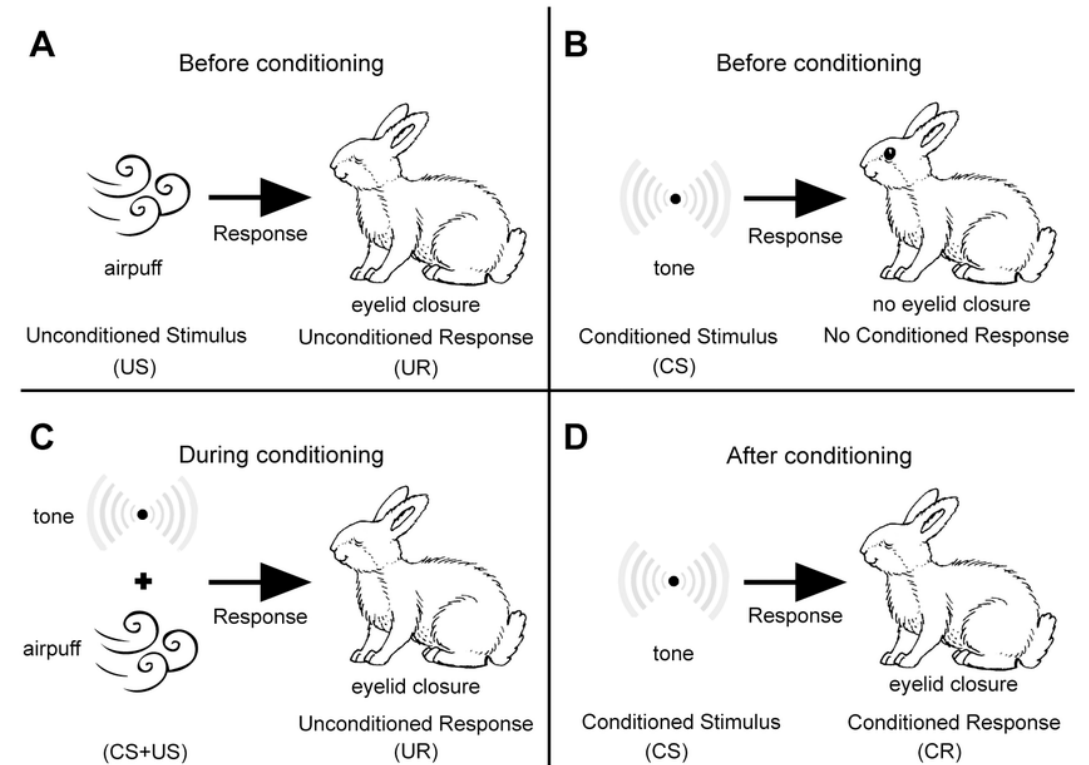 A
Before conditioning
Response
airpuff
eyelid closure
Unconditioned Stimulus
(US)
Unconditioned Response
(UR)
B
Before conditioning
Response
tone
no eyelid closure
Conditioned Stimulus
(CS)
No Conditioned Response
C
During conditioning
tone
+
airpuff
Response
eyelid closure
(CS+US)
Unconditioned Response
(UR)
D
After conditioning
Response
tone
eyelid closure
Conditioned Stimulus
(CS)
Conditioned Response
(CR)